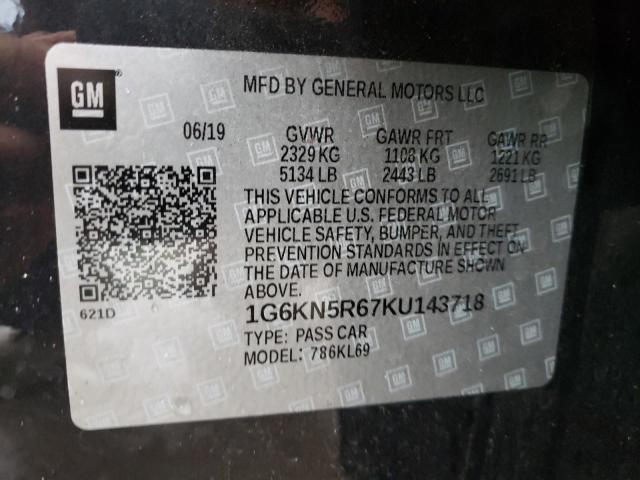 GM
MFD BY GENERAL MOTORS LLC
06/19 GVWR GAWR FRT GAWR RR
2329 KG 1108 KG 1221 KG
5134 LB 2443 LB 2691 LB
THIS VEHICLE CONFORMS TO ALL
APPLICABLE U.S. FEDERAL MOTOR
VEHICLE SAFETY, BUMPER, AND THEFT
PREVENTION STANDARDS IN EFFECT ON
THE DATE OF MANUFACTURE SHOWN
ABOVE.
621D
1G6KN5R67KU143718
TYPE: PASS CAR
MODEL: 786KL69